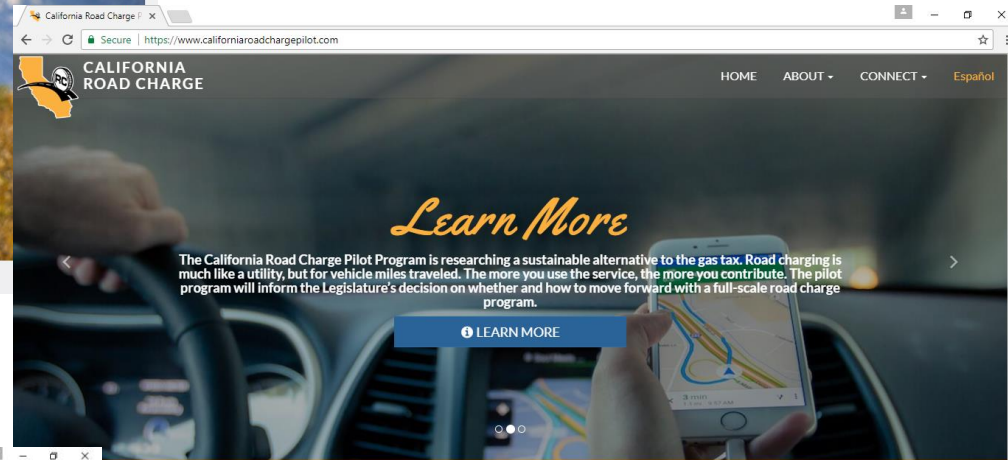 California Road Charge P
Secure | https://www.californiaroadchargepilot.com
RC
CALIFORNIA
ROAD CHARGE
HOME ABOUT CONNECT Español
Learn More
The California Road Charge Pilot Program is researching a sustainable alternative to the gas tax. Road charging is
much like a utility, but for vehicle miles traveled. The more you use the service, the more you contribute. The pilot
program will inform the Legislature's decision on whether and how to move forward with a full-scale road charge
program.
LEARN MORE
3 min